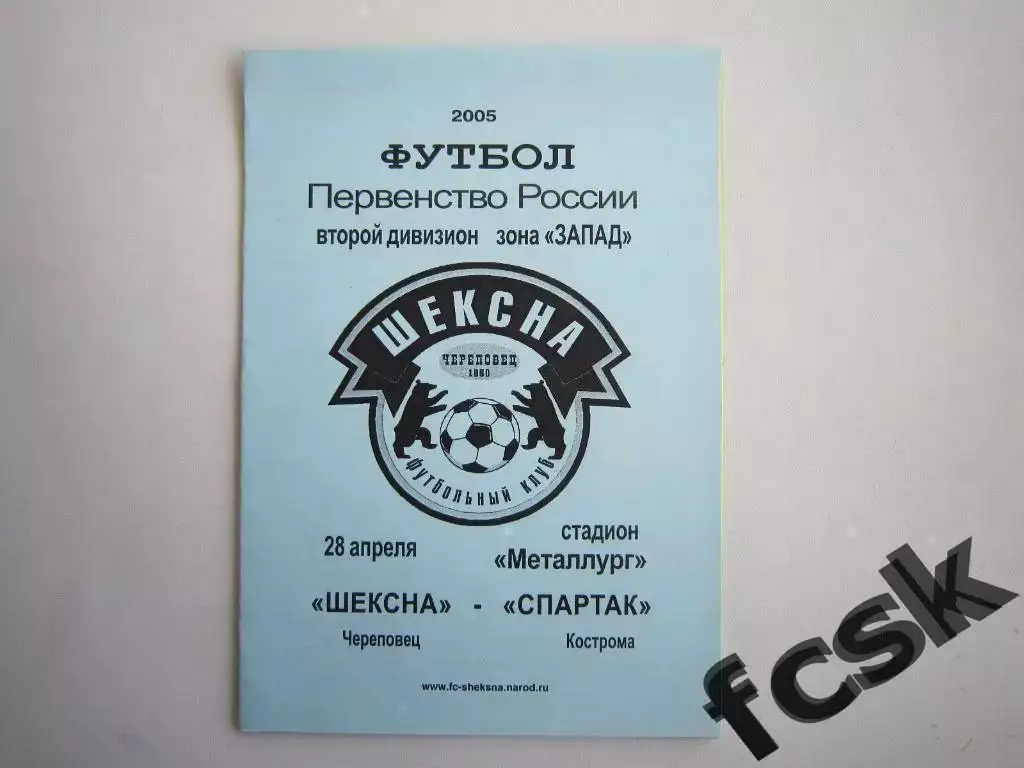 2005
ФУТБОЛ
Первенство России
второй дивизион зона «ЗАПАД»
ШЕКСНА
ЧЕРЕПОВЕЦ
1960
футбольный клуб
28 апреля
стадион
«Металлург»
«ШЕКСНА» - «СПАРТАК»
Череповец Кострома
www.fc-sheksna.narod.ru
fcsk